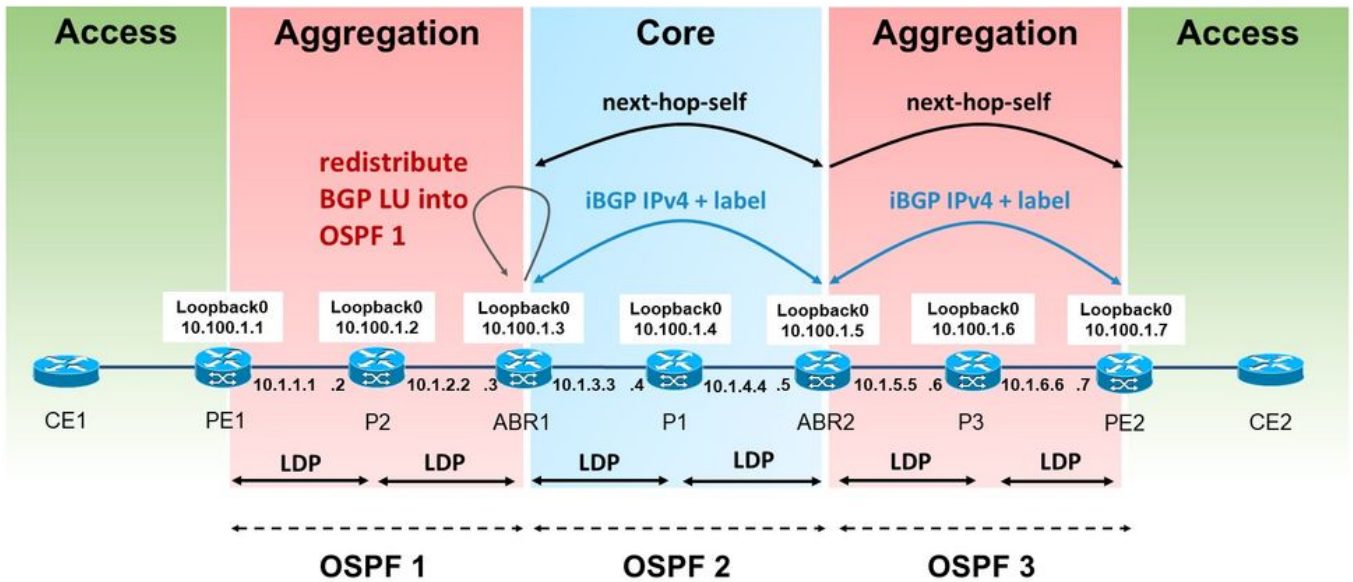 Access
Aggregation
Core
Aggregation
Access
next-hop-self
next-hop-self
redistribute
BGP LU into
OSPF 1
iBGP IPv4 + label
iBGP IPv4 + label
Loopback0
10.100.1.1
Loopback0
10.100.1.2
Loopback0
10.100.1.3
Loopback0
10.100.1.4
Loopback0
10.100.1.5
Loopback0
10.100.1.6
Loopback0
10.100.1.7
10.1.1.1 .2
10.1.2.2 .3
10.1.3.3 .4
10.1.4.4 .5
10.1.5.5 .6
10.1.6.6 .7
CE1
PE1
P2
ABR1
P1
ABR2
P3
PE2
CE2
LDP
LDP
LDP
LDP
LDP
LDP
OSPF 1
OSPF 2
OSPF 3